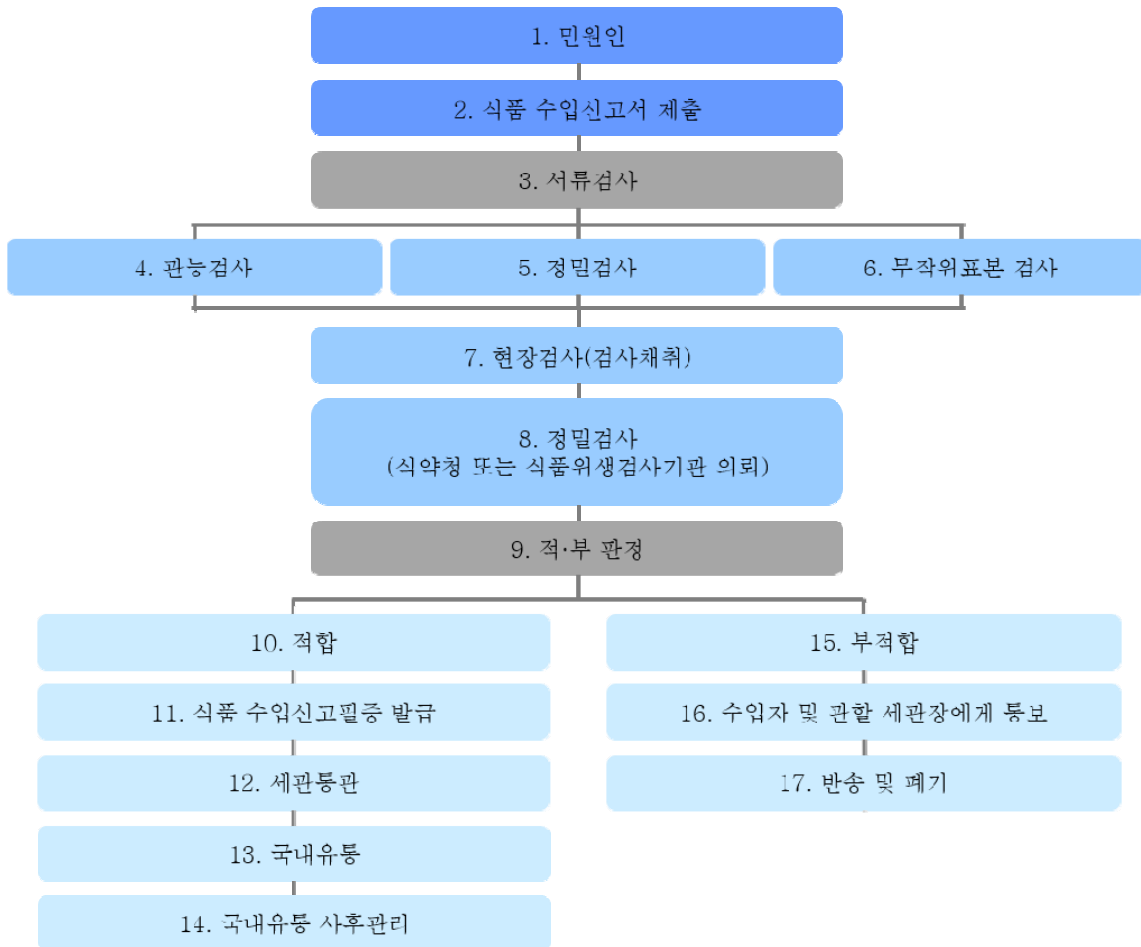 1. 민원인
2. 식품 수입신고서 제출
3. 서류검사
4. 관능검사
5. 정밀검사
6. 무작위표본 검사
7. 현장검사(검사채취)
8. 정밀검사
(식약청 또는 식품위생검사기관 의뢰)
9. 적·부 판정
10. 적합
11. 식품 수입신고필증 발급
12. 세관통관
13. 국내유통
14. 국내유통 사후관리
15. 부적합
16. 수입자 및 관할 세관장에게 통보
17. 반송 및 폐기